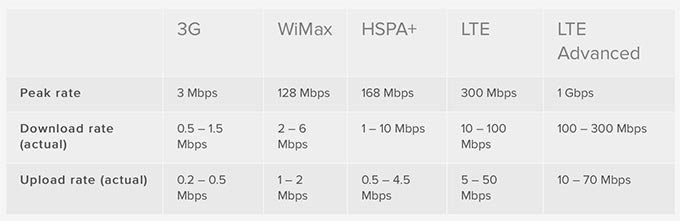 3G WiMax HSPA+ LTE LTE
Advanced
Peak rate 3 Mbps 128 Mbps 168 Mbps 300 Mbps 1 Gbps
Download rate 0.5 – 1.5 2 – 6 1 – 10 Mbps 10 – 100 100 – 300 Mbps
(actual) Mbps Mbps Mbps
Upload rate (actual) 0.2 – 0.5 1 – 2 0.5 – 4.5 5 – 50 10 – 70 Mbps
Mbps Mbps Mbps Mbps